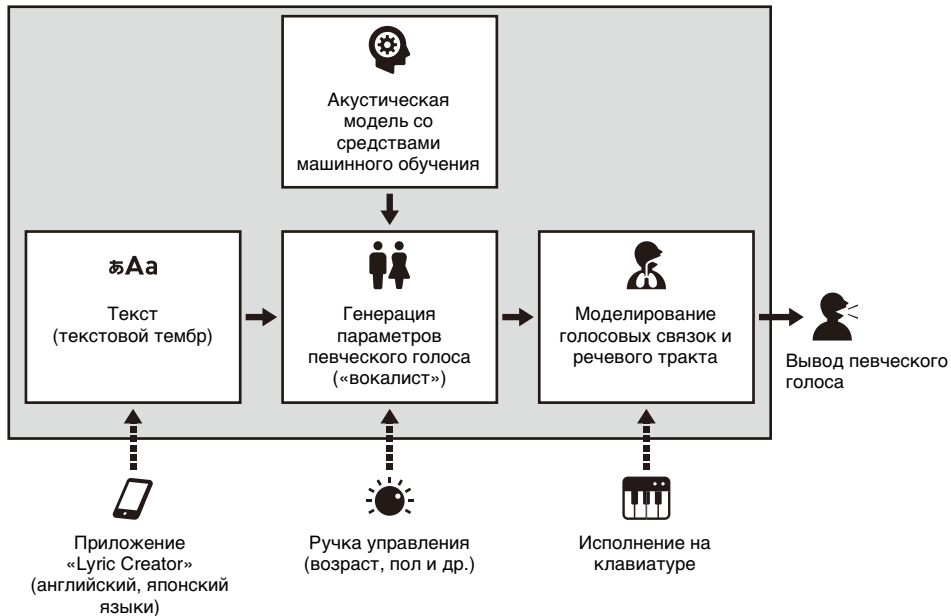 Акустическая
модель со
средствами
машинного обучения
あAa
Текст
(текстовой тембр)
Генерация
параметров
певческого голоса
(«вокалист»)
Моделирование
голосовых связок и
речевого тракта
Вывод певческого
голоса
Приложение
«Lyric Creator»
(английский, японский
языки)
Ручка управления
(возраст, пол и др.)
Исполнение на
клавиатуре